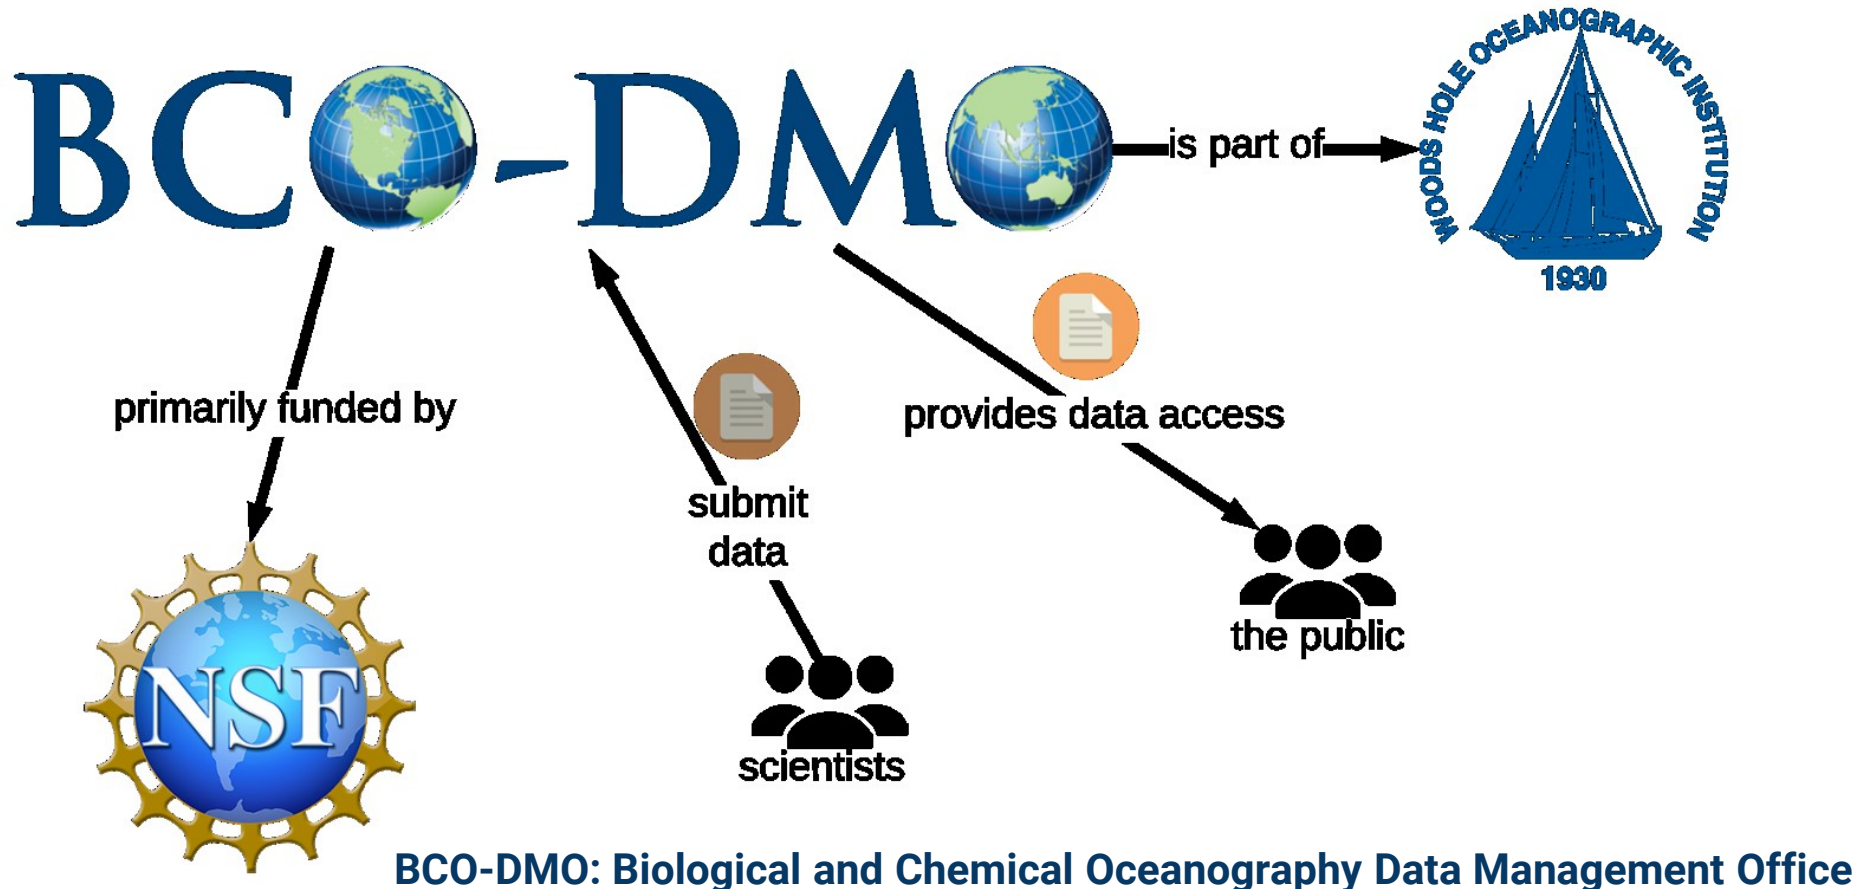 BCO-DMO
is part of
WOODS HOLE OCEANOGRAPHIC INSTITUTION
1930
primarily funded by
provides data access
submit
data
the public
NSF
scientists
BCO-DMO: Biological and Chemical Oceanography Data Management Office